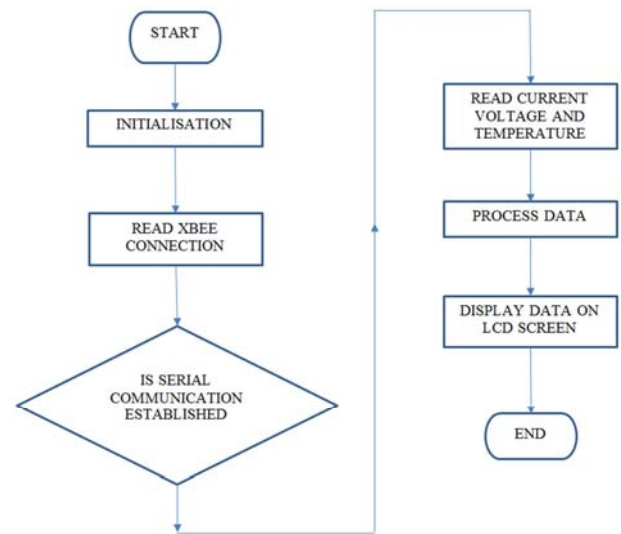 START
INITIALISATION
READ XBEE
CONNECTION
IS SERIAL
COMMUNICATION
ESTABLISHED
READ CURRENT
VOLTAGE AND
TEMPERATURE
PROCESS DATA
DISPLAY DATA ON
LCD SCREEN
END